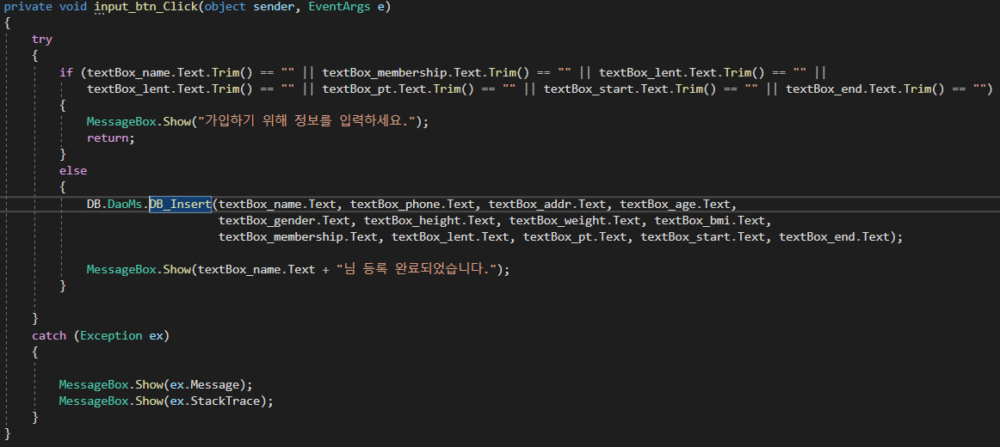 private void input_btn_Click(object sender, EventArgs e)
{
try
{
if (textBox_name.Text.Trim() == "" || textBox_membership.Text.Trim() == "" || textBox_lent.Text.Trim() == "" ||
textBox_lent.Text.Trim() == "" || textBox_pt.Text.Trim() == "" || textBox_start.Text.Trim() == "" || textBox_end.Text.Trim() == "")
{
MessageBox.Show("가입하기 위해 정보를 입력하세요.");
return;
}
else
{
DB.DaoMs.DB_Insert(textBox_name.Text, textBox_phone.Text, textBox_addr.Text, textBox_age.Text,
textBox_gender.Text, textBox_height.Text, textBox_weight.Text, textBox_bmi.Text,
textBox_membership.Text, textBox_lent.Text, textBox_pt.Text, textBox_start.Text, textBox_end.Text);
MessageBox.Show(textBox_name.Text + "님 등록 완료되었습니다.");
}
}
catch (Exception ex)
{
MessageBox.Show(ex.Message);
MessageBox.Show(ex.StackTrace);
}
}